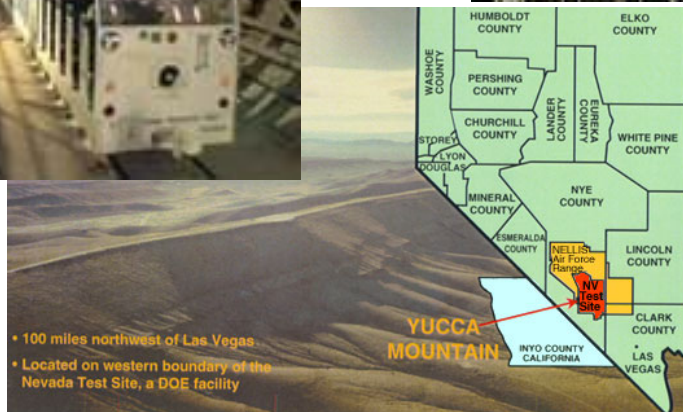 HUMBOLDT
COUNTY
ELKO
COUNTY
WASHOE
COUNTY
PERSHING
COUNTY
LANDER
COUNTY
EUREKA
COUNTY
CHURCHILL
COUNTY
WHITE PINE
COUNTY
STOREY
LYON
DOUGLAS
MINERAL
COUNTY
NYE
COUNTY
ESMERALDA
COUNTY
NELLIS
Air Force
Range
LINCOLN
COUNTY
NV
Test
Site
CLARK
COUNTY
YUCCA
MOUNTAIN
INYO COUNTY
CALIFORNIA
LAS
VEGAS
• 100 miles northwest of Las Vegas
• Located on western boundary of the
Nevada Test Site, a DOE facility